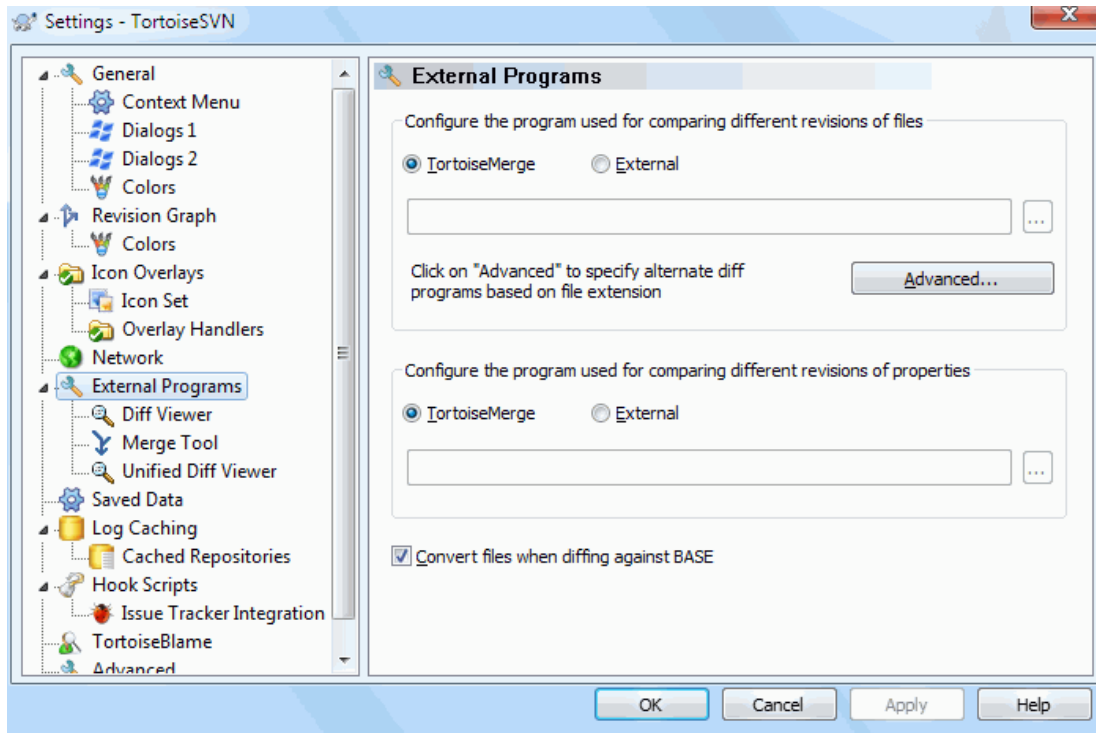 Settings - TortoiseSVN
X
General
Context Menu
Dialogs 1
Dialogs 2
Colors
Revision Graph
Colors
Icon Overlays
Icon Set
Overlay Handlers
Network
External Programs
Diff Viewer
Merge Tool
Unified Diff Viewer
Saved Data
Log Caching
Cached Repositories
Hook Scripts
Issue Tracker Integration
TortoiseBlame
Advanced
External Programs
Configure the program used for comparing different revisions of files
TortoiseMerge External
...
Click on "Advanced" to specify alternate diff
programs based on file extension
Advanced...
Configure the program used for comparing different revisions of properties
TortoiseMerge External
...
Convert files when diffing against BASE
OK Cancel Apply Help